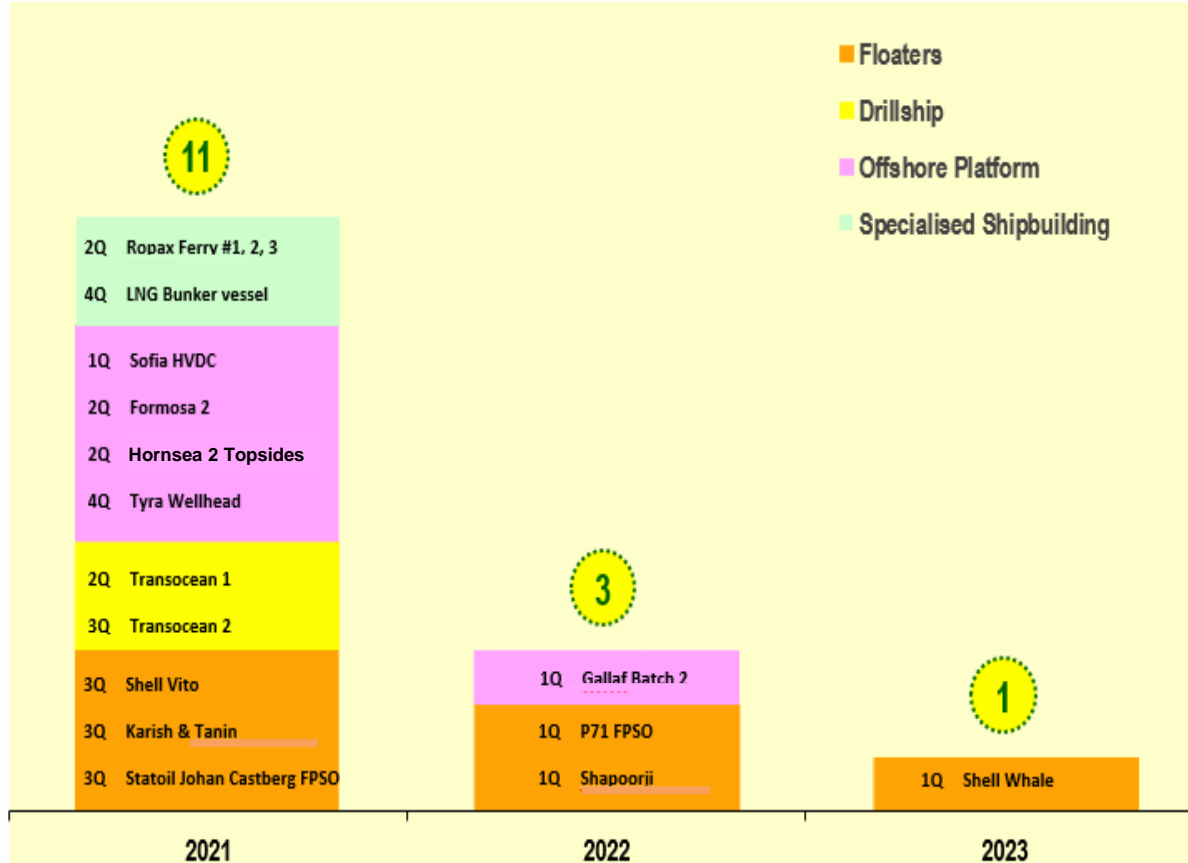 Floaters
Drillship
Offshore Platform
Specialised Shipbuilding
11
2Q Ropax Ferry #1, 2, 3
4Q LNG Bunker vessel
1Q Sofia HVDC
2Q Formosa 2
2Q Hornsea 2 Topsides
4Q Tyra Wellhead
2Q Transocean 1
3Q Transocean 2
3Q Shell Vito
3Q Karish & Tanin
3Q Statoil Johan Castberg FPSO
3
1Q Gallaf Batch 2
1Q P71 FPSO
1Q Shapoorji
1
1Q Shell Whale
2021
2022
2023